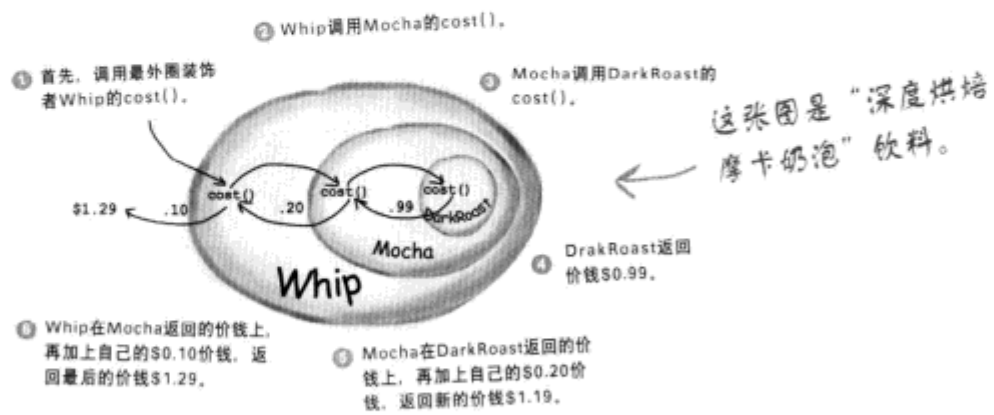 ① 首先，调用最外圈装饰
者Whip的cost()。
② Whip调用Mocha的cost()。
③ Mocha调用DarkRoast的
cost()。
这张图是“深度烘焙
摩卡奶泡”饮料。
$1.29 .10 cost() .20 cost() .99 cost()
DarkRoast
Mocha
Whip
④ DrakRoast返回
价钱$0.99。
⑥ Whip在Mocha返回的价钱上，
再加上自己的$0.10价钱，返
回最后的价钱$1.29。
⑤ Mocha在DarkRoast返回的价
钱上，再加上自己的$0.20价
钱，返回新的价钱$1.19。